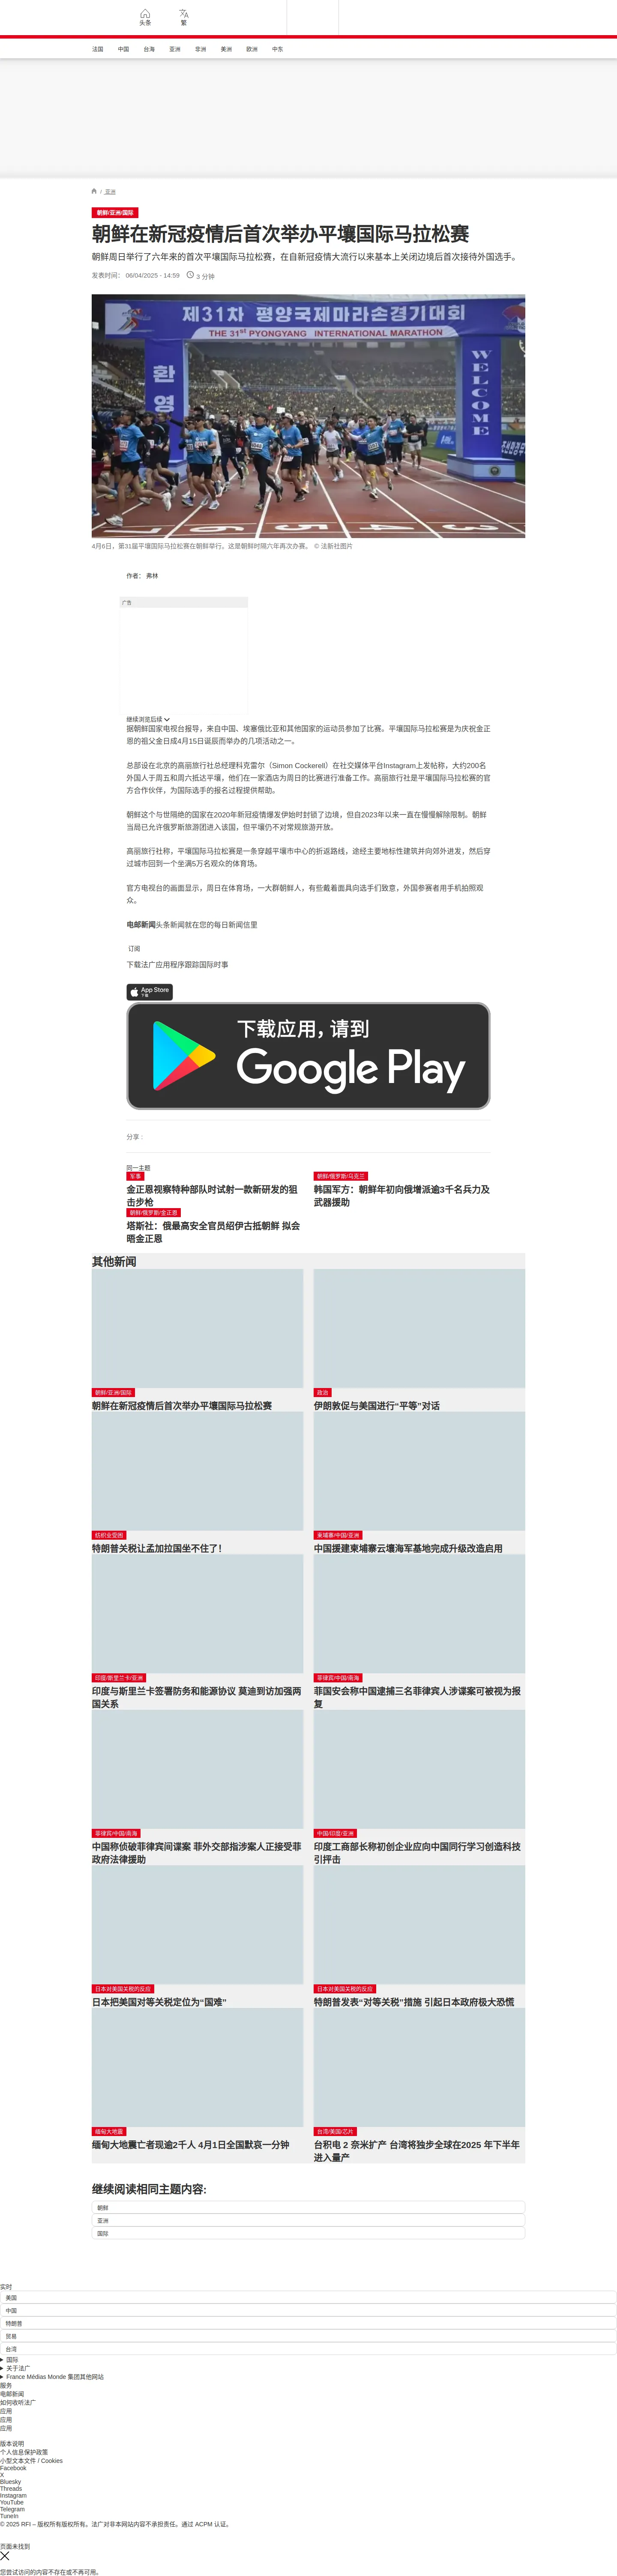 头条
繁
法国
中国
台海
亚洲
非洲
美洲
欧洲
中东
/ 亚洲
朝鲜/亚洲/国际
朝鲜在新冠疫情后首次举办平壤国际马拉松赛
朝鲜周日举行了六年来的首次平壤国际马拉松赛，在自新冠疫情大流行以来基本上关闭边境后首次接待外国选手。
发表时间： 06/04/2025 - 14:59
3 分钟
제31차 평양국제마라손경기대회
THE 31st PYONGYANG INTERNATIONAL MARATHON
환영
WELCOME
4月6日，第31届平壤国际马拉松赛在朝鲜举行。这是朝鲜时隔六年再次办赛。 © 法新社图片
作者： 弗林
广告
继续浏览后续
据朝鲜国家电视台报导，来自中国、埃塞俄比亚和其他国家的运动员参加了比赛。平壤国际马拉松赛是为庆祝金正
恩的祖父金日成4月15日诞辰而举办的几项活动之一。
总部设在北京的高丽旅行社总经理科克雷尔（Simon Cockerell）在社交媒体平台Instagram上发帖称，大约200名
外国人于周五和周六抵达平壤，他们在一家酒店为周日的比赛进行准备工作。高丽旅行社是平壤国际马拉松赛的官
方合作伙伴，为国际选手的报名过程提供帮助。
朝鲜这个与世隔绝的国家在2020年新冠疫情爆发伊始时封锁了边境，但自2023年以来一直在慢慢解除限制。朝鲜
当局已允许俄罗斯旅游团进入该国，但平壤仍不对常规旅游开放。
高丽旅行社称，平壤国际马拉松赛是一条穿越平壤市中心的折返路线，途经主要地标性建筑并向郊外进发，然后穿
过城市回到一个坐满5万名观众的体育场。
官方电视台的画面显示，周日在体育场，一大群朝鲜人，有些戴着面具向选手们致意，外国参赛者用手机拍照观
众。
电邮新闻头条新闻就在您的每日新闻信里
订阅
下载法广应用程序跟踪国际时事
App Store
下载
下载应用，请到
Google Play
分享 :
同一主题
军事
金正恩视察特种部队时试射一款新研发的狙
击步枪
朝鲜/俄罗斯/乌克兰
韩国军方：朝鲜年初向俄增派逾3千名兵力及
武器援助
朝鲜/俄罗斯/金正恩
塔斯社：俄最高安全官员绍伊古抵朝鲜 拟会
晤金正恩
其他新闻
朝鲜/亚洲/国际
朝鲜在新冠疫情后首次举办平壤国际马拉松赛
政治
伊朗敦促与美国进行“平等”对话
纺织业受困
特朗普关税让孟加拉国坐不住了！
柬埔寨/中国/亚洲
中国援建柬埔寨云壤海军基地完成升级改造启用
印度/斯里兰卡/亚洲
印度与斯里兰卡签署防务和能源协议 莫迪到访加强两
国关系
菲律宾/中国/南海
菲国安会称中国逮捕三名菲律宾人涉谍案可被视为报
复
菲律宾/中国/南海
中国称侦破菲律宾间谍案 菲外交部指涉案人正接受菲
政府法律援助
中国/印度/亚洲
印度工商部长称初创企业应向中国同行学习创造科技
引抨击
日本对美国关税的反应
日本把美国对等关税定位为“国难”
日本对美国关税的反应
特朗普发表“对等关税”措施 引起日本政府极大恐慌
缅甸大地震
缅甸大地震亡者现逾2千人 4月1日全国默哀一分钟
台湾/美国/芯片
台积电 2 奈米扩产 台湾将独步全球在2025 年下半年
进入量产
继续阅读相同主题内容:
朝鲜
亚洲
国际
实时
美国
中国
特朗普
贸易
台湾
国际
关于法广
France Médias Monde 集团其他网站
服务
电邮新闻
如何收听法广
应用
应用
应用
版本说明
个人信息保护政策
小型文本文件 / Cookies
Facebook
X
Bluesky
Threads
Instagram
YouTube
Telegram
TuneIn
© 2025 RFI – 版权所有版权所有。法广对非本网站内容不承担责任。通过 ACPM 认证。
页面未找到
您尝试访问的内容不存在或不再可用。